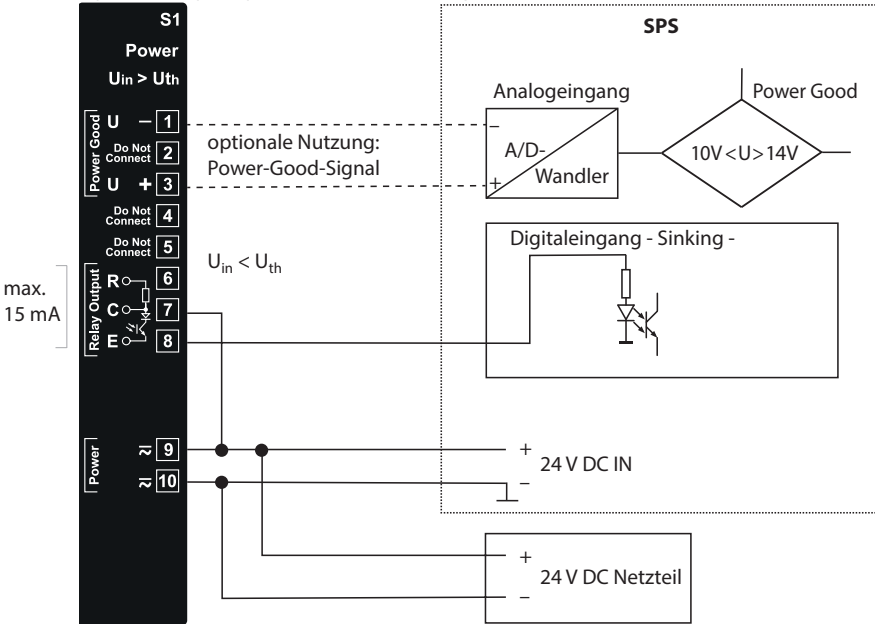 S1
Power
Uin > Uth
Power Good
U − 1
Do Not Connect 2
U + 3
Do Not Connect 4
Do Not Connect 5
Relay Output
R 6
C 7
E 8
max.
15 mA
Power
≂ 9
≂ 10
optionale Nutzung:
Power-Good-Signal
Uin < Uth
SPS
Analogeingang
−
A/D-
Wandler
+
Power Good
10V <U> 14V
Digitaleingang - Sinking -
+
24 V DC IN
−
+
24 V DC Netzteil
−